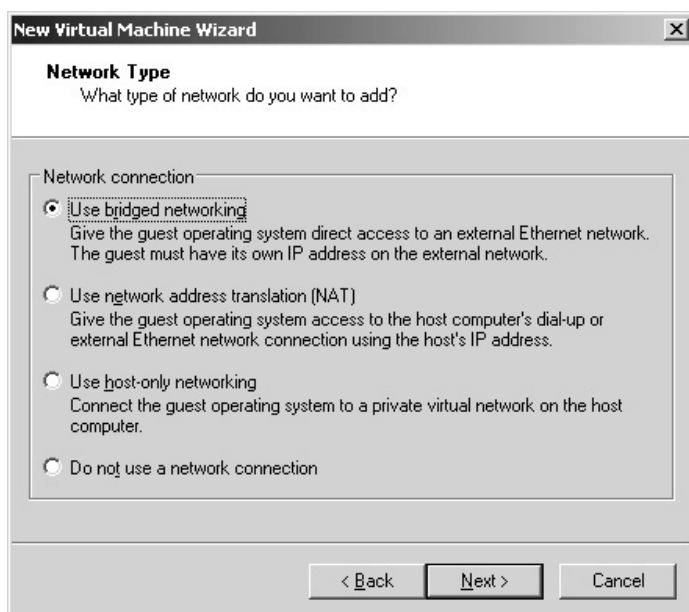 New Virtual Machine Wizard
Network Type
What type of network do you want to add?
Network connection
Use bridged networking
Give the guest operating system direct access to an external Ethernet network.
The guest must have its own IP address on the external network.
Use network address translation (NAT)
Give the guest operating system access to the host computer's dial-up or
external Ethernet network connection using the host's IP address.
Use host-only networking
Connect the guest operating system to a private virtual network on the host
computer.
Do not use a network connection
< Back
Next >
Cancel